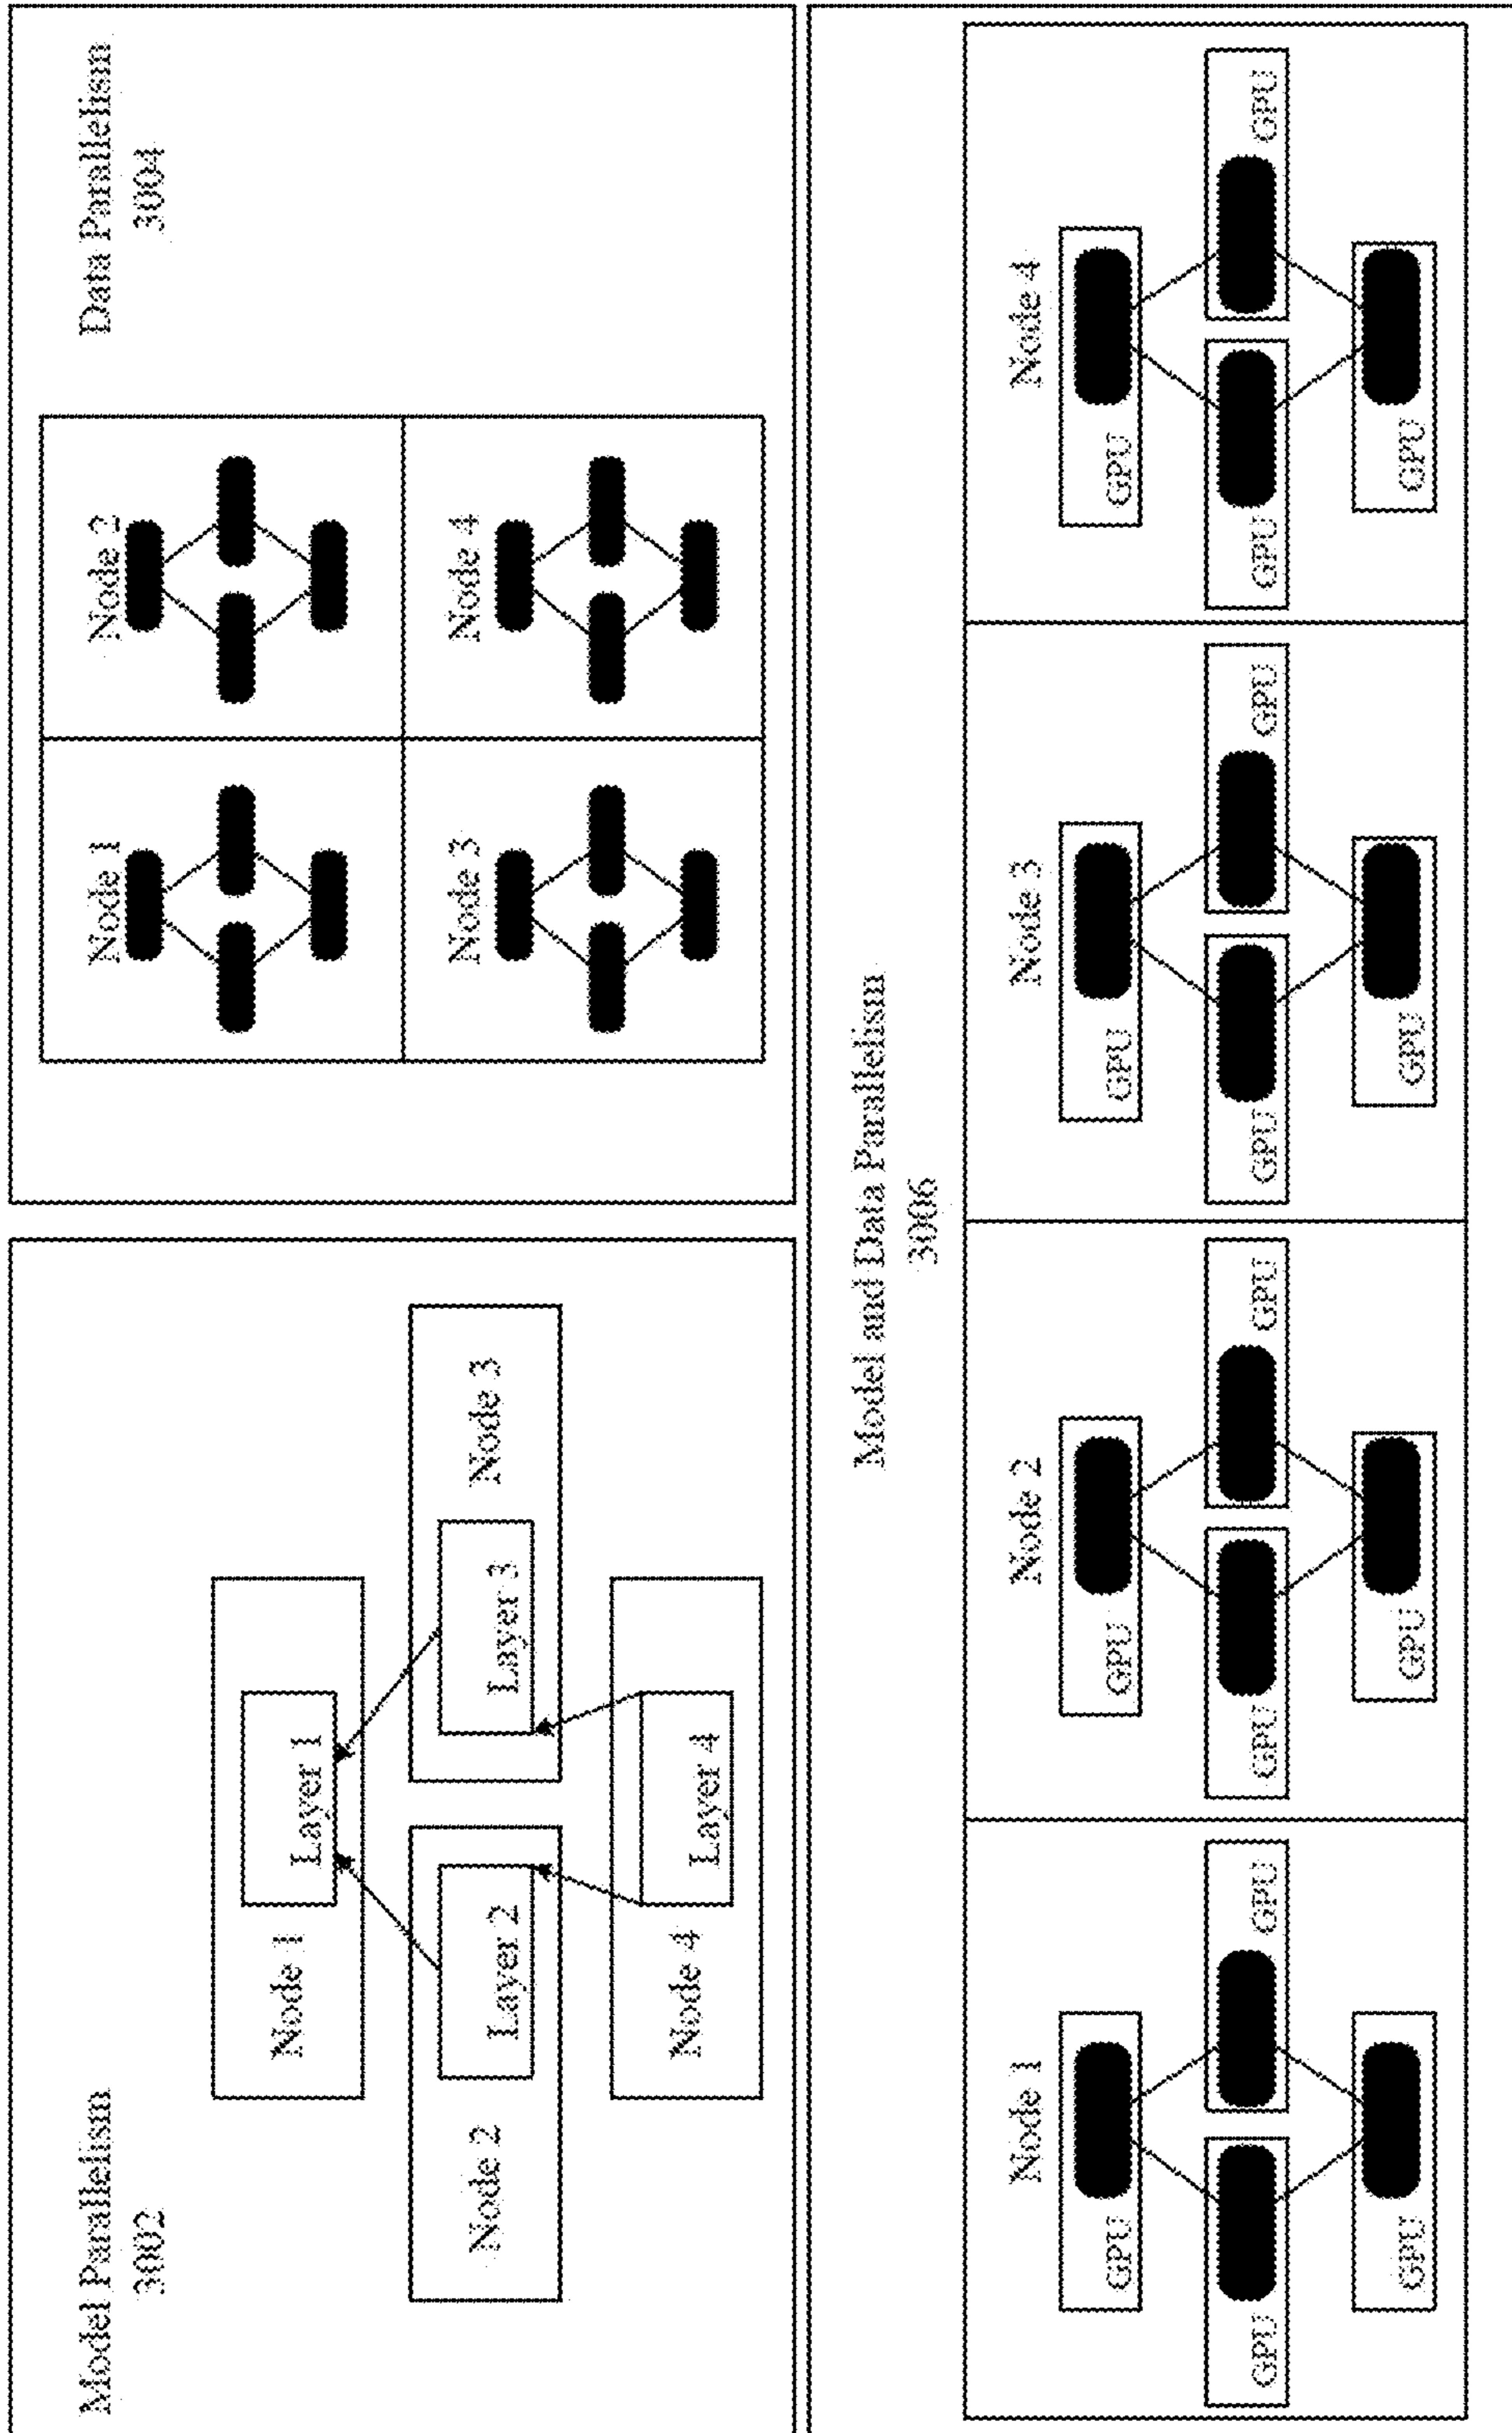 Model Parallelism
3002
Node 1
Layer 1
Node 2
Layer 2
Layer 3
Node 3
Node 4
Layer 4
Data Parallelism
3004
Node 1
Node 2
Node 3
Node 4
Model and Data Parallelism
3006
Node 1
GPU
GPU
GPU
GPU
Node 2
GPU
GPU
GPU
GPU
Node 3
GPU
GPU
GPU
GPU
Node 4
GPU
GPU
GPU
GPU